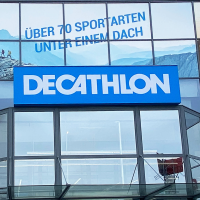 ÜBER 70 SPORTARTEN
UNTER EINEM DACH
DECATHLON